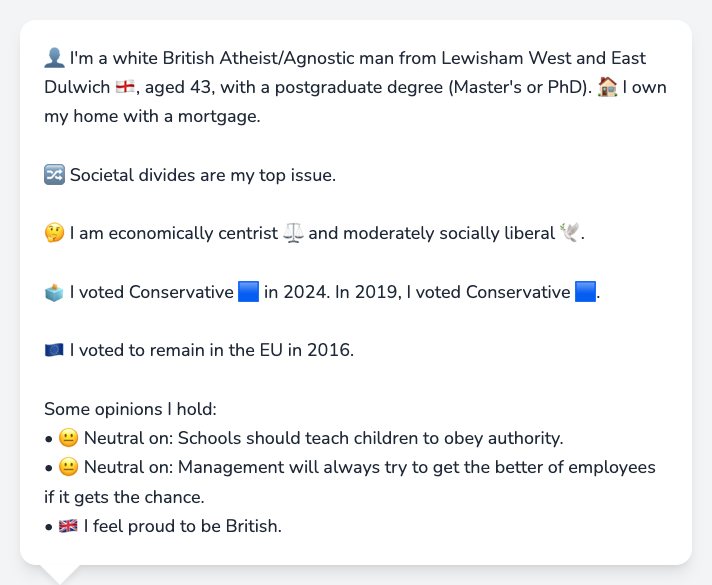 👤 I'm a white British Atheist/Agnostic man from Lewisham West and East
Dulwich 🏴󠁧󠁢󠁥󠁮󠁧󠁿, aged 43, with a postgraduate degree (Master's or PhD). 🏠 I own
my home with a mortgage.
🔀 Societal divides are my top issue.
🤔 I am economically centrist ⚖️ and moderately socially liberal 🕊️.
🗳️ I voted Conservative 🟦 in 2024. In 2019, I voted Conservative 🟦.
🇪🇺 I voted to remain in the EU in 2016.
Some opinions I hold:
• 😐 Neutral on: Schools should teach children to obey authority.
• 😐 Neutral on: Management will always try to get the better of employees
if it gets the chance.
• 🇬🇧 I feel proud to be British.